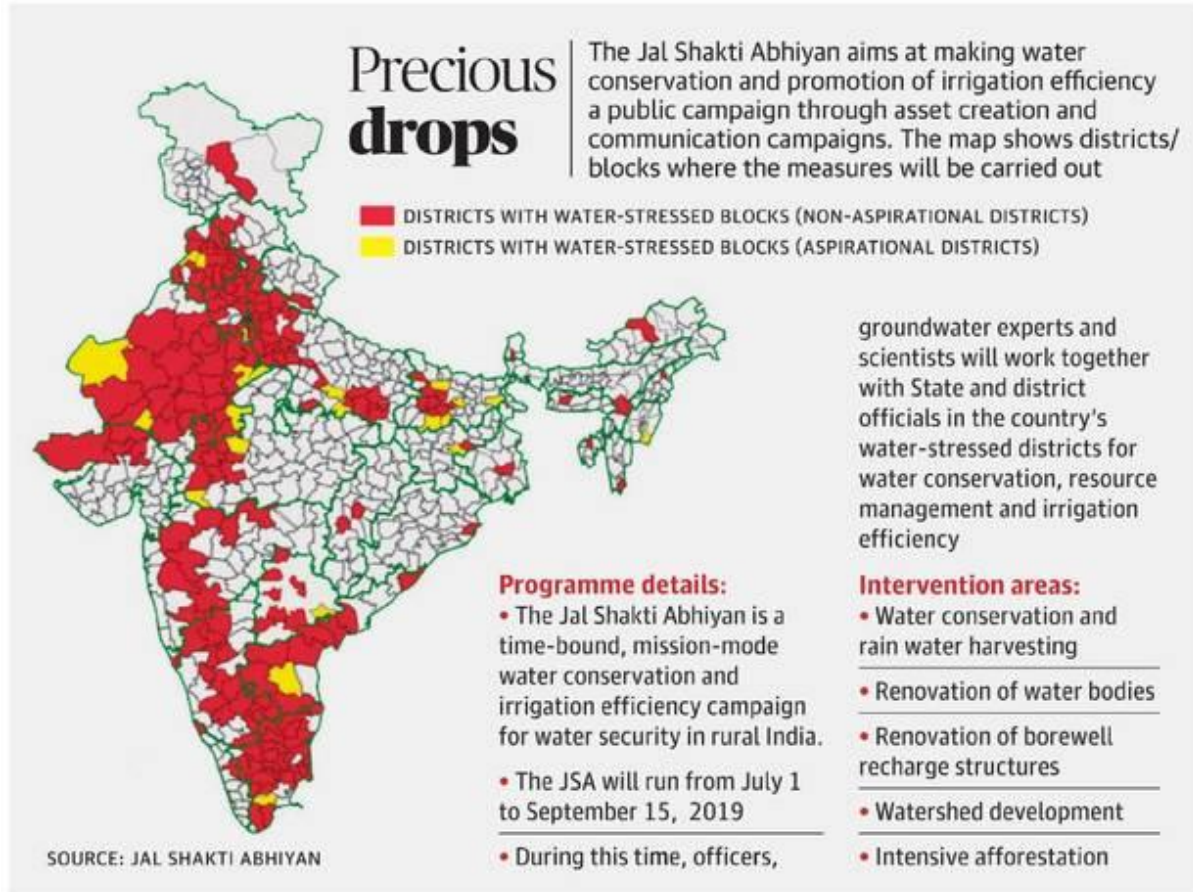 Precious
drops
The Jal Shakti Abhiyan aims at making water
conservation and promotion of irrigation efficiency
a public campaign through asset creation and
communication campaigns. The map shows districts/
blocks where the measures will be carried out
DISTRICTS WITH WATER-STRESSED BLOCKS (NON-ASPIRATIONAL DISTRICTS)
DISTRICTS WITH WATER-STRESSED BLOCKS (ASPIRATIONAL DISTRICTS)
Programme details:
• The Jal Shakti Abhiyan is a
time-bound, mission-mode
water conservation and
irrigation efficiency campaign
for water security in rural India.
• The JSA will run from July 1
to September 15, 2019
• During this time, officers,
groundwater experts and
scientists will work together
with State and district
officials in the country's
water-stressed districts for
water conservation, resource
management and irrigation
efficiency
Intervention areas:
• Water conservation and
rain water harvesting
• Renovation of water bodies
• Renovation of borewell
recharge structures
• Watershed development
• Intensive afforestation
SOURCE: JAL SHAKTI ABHIYAN